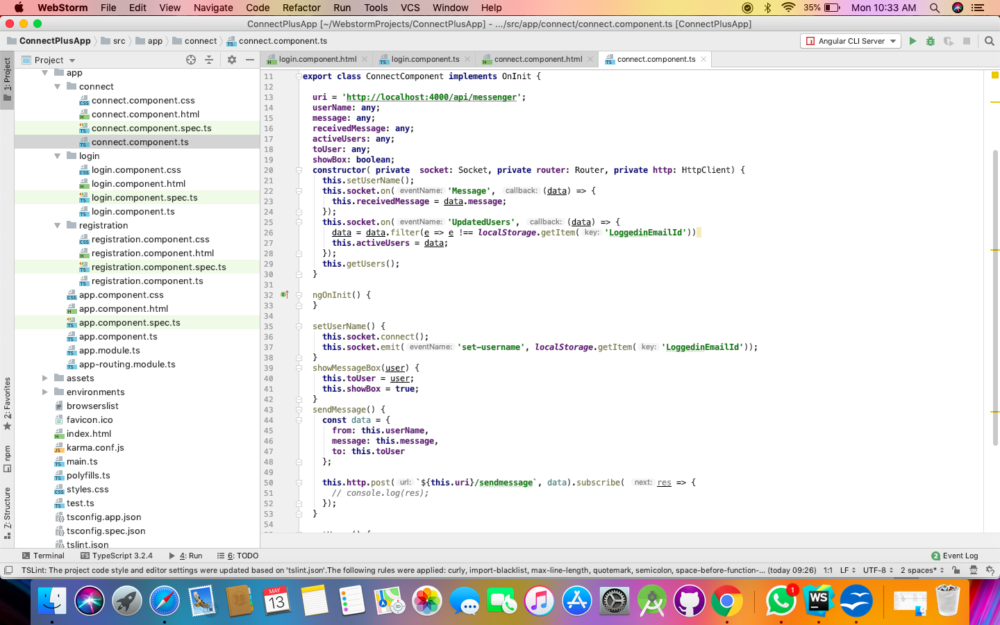 WebStorm File Edit View Navigate Code Refactor Run Tools VCS Window Help 35% Mon 10:33 AM
ConnectPlusApp [~/WebstormProjects/ConnectPlusApp] - .../src/app/connect/connect.component.ts [ConnectPlusApp]
ConnectPlusApp src app connect connect.component.ts Angular CLI Server
Project login.component.html login.component.ts connect.component.html connect.component.ts
1: Project
2: Favorites
npm
Z: Structure
app
connect
connect.component.css
connect.component.html
connect.component.spec.ts
connect.component.ts
login
login.component.css
login.component.html
login.component.spec.ts
login.component.ts
registration
registration.component.css
registration.component.html
registration.component.spec.ts
registration.component.ts
app.component.css
app.component.html
app.component.spec.ts
app.component.ts
app.module.ts
app-routing.module.ts
assets
environments
browserslist
favicon.ico
index.html
karma.conf.js
main.ts
polyfills.ts
styles.css
test.ts
tsconfig.app.json
tsconfig.spec.json
tslint.json
11 export class ConnectComponent implements OnInit {
12
13 uri = 'http://localhost:4000/api/messenger';
14 userName: any;
15 message: any;
16 receivedMessage: any;
17 activeUsers: any;
18 toUser: any;
19 showBox: boolean;
20 constructor( private  socket: Socket, private router: Router, private http: HttpClient) {
21 this.setUserName();
22 this.socket.on( eventName: 'Message', callback: (data) => {
23 this.receivedMessage = data.message;
24 });
25 this.socket.on( eventName: 'UpdatedUsers', callback: (data) => {
26 data = data.filter(e => e !== localStorage.getItem( key: 'LoggedinEmailId'))
27 this.activeUsers = data;
28 });
29 this.getUsers();
30 }
31
32 ngOnInit() {
33 }
34
35 setUserName() {
36 this.socket.connect();
37 this.socket.emit( eventName: 'set-username', localStorage.getItem( key: 'LoggedinEmailId'));
38 }
39 showMessageBox(user) {
40 this.toUser = user;
41 this.showBox = true;
42 }
43 sendMessage() {
44 const data = {
45 from: this.userName,
46 message: this.message,
47 to: this.toUser
48 };
49
50 this.http.post( url: `${this.uri}/sendmessage`, data).subscribe( next: res => {
51 // console.log(res);
52 });
53 }
54
Terminal TypeScript 3.2.4 4: Run 6: TODO 2 Event Log
TSLint: The project code style and editor settings were updated based on 'tslint.json'.The following rules were applied: curly, import-blacklist, max-line-length, quotemark, semicolon, space-before-function-... (today 09:26) 1:1 LF UTF-8 2 spaces*
MAY
13
3D
1
WS